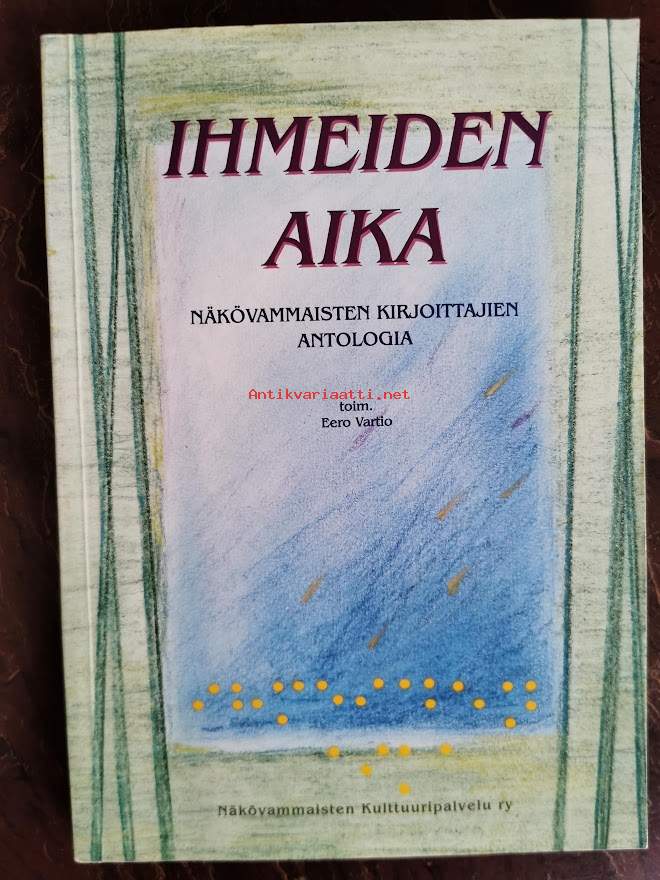 IHMEIDEN
AIKA
NÄKÖVAMMAISTEN KIRJOITTAJIEN
ANTOLOGIA
Antikvariaatti.net
toim.
Eero Vartio
⠊⠓⠍⠑⠊⠙⠑⠝
⠁⠊⠅⠁
Näkövammaisten Kulttuuripalvelu ry